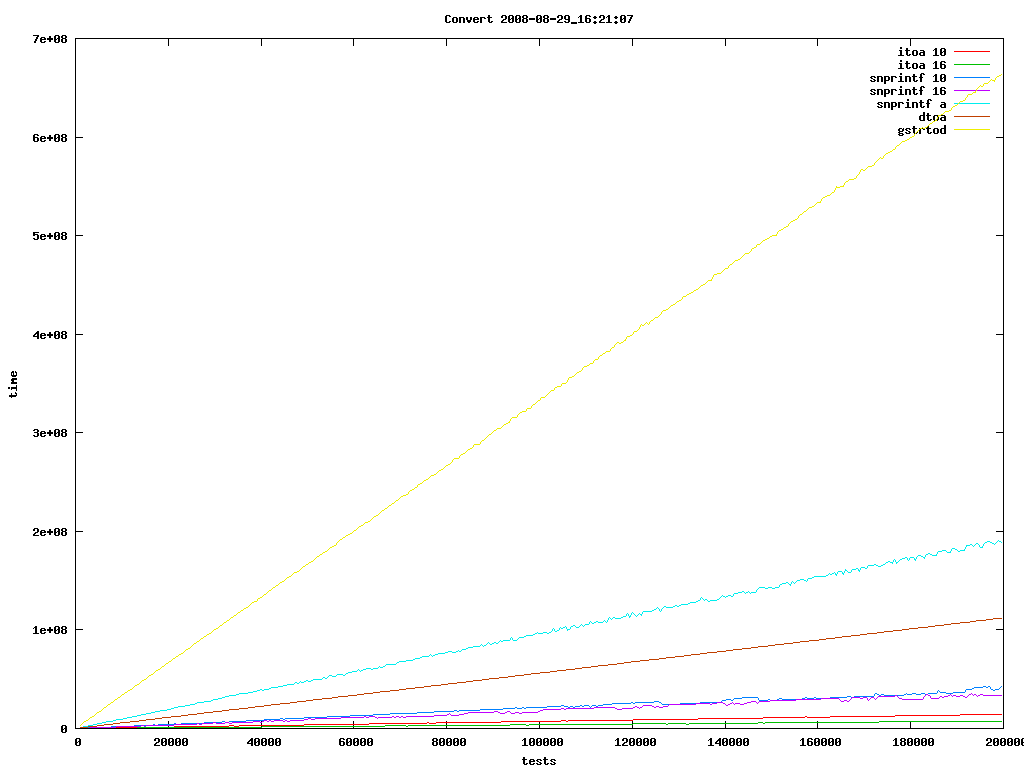 Convert 2008-08-29_16:21:07
7e+08
6e+08
5e+08
4e+08
3e+08
2e+08
1e+08
0
time
itoa 10
itoa 16
snprintf 10
snprintf 16
snprintf a
dtoa
gstrtod
0 20000 40000 60000 80000 100000 120000 140000 160000 180000 200000
tests